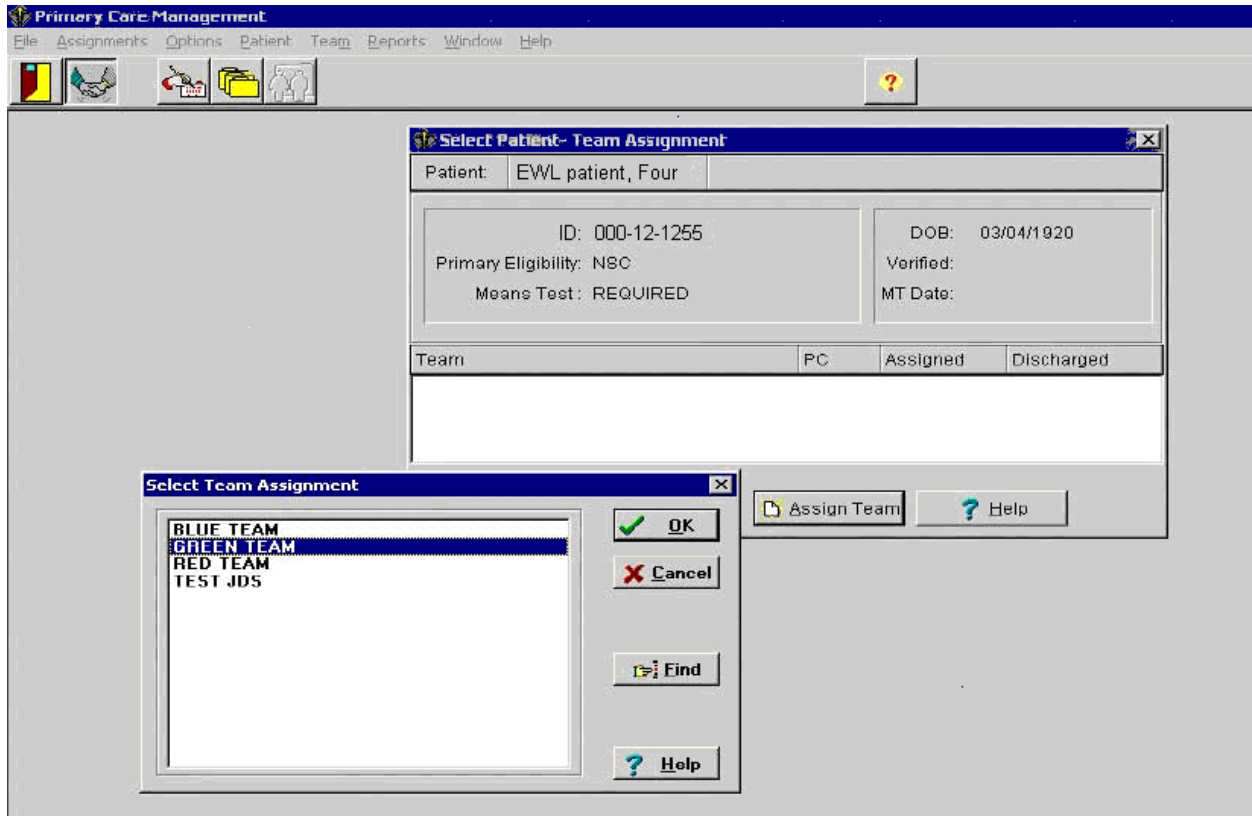 Primary Care Management
File Assignments Options Patient Team Reports Window Help
Select Patient- Team Assignment
Patient: EWL patient, Four
ID: 000-12-1255
Primary Eligibility: NSC
Means Test: REQUIRED
DOB: 03/04/1920
Verified:
MT Date:
Team PC Assigned Discharged
Assign Team Help
Select Team Assignment
BLUE TEAM
GREEN TEAM
RED TEAM
TEST JDS
OK
Cancel
Find
Help